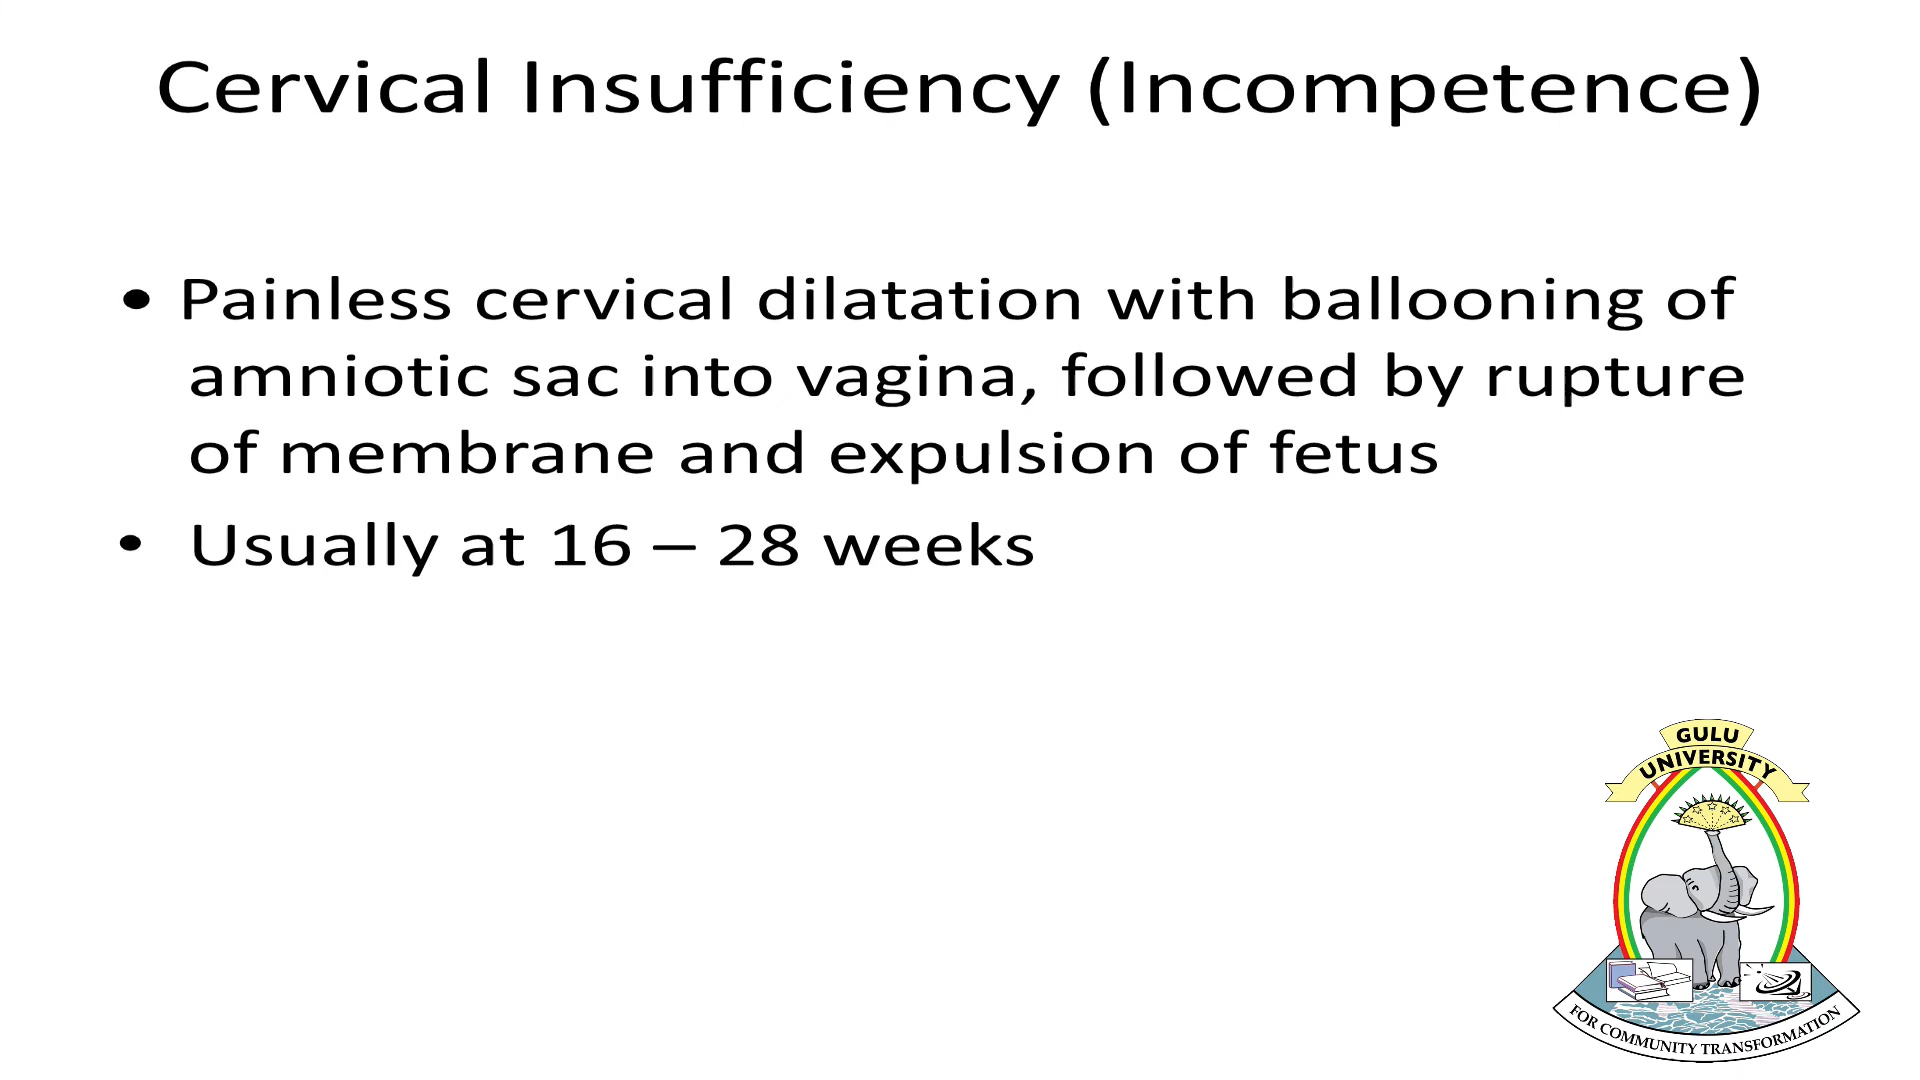 Cervical Insufficiency (Incompetence)
• Painless cervical dilatation with ballooning of
amniotic sac into vagina, followed by rupture
of membrane and expulsion of fetus
• Usually at 16 – 28 weeks
GULU
UNIVERSITY
FOR COMMUNITY TRANSFORMATION